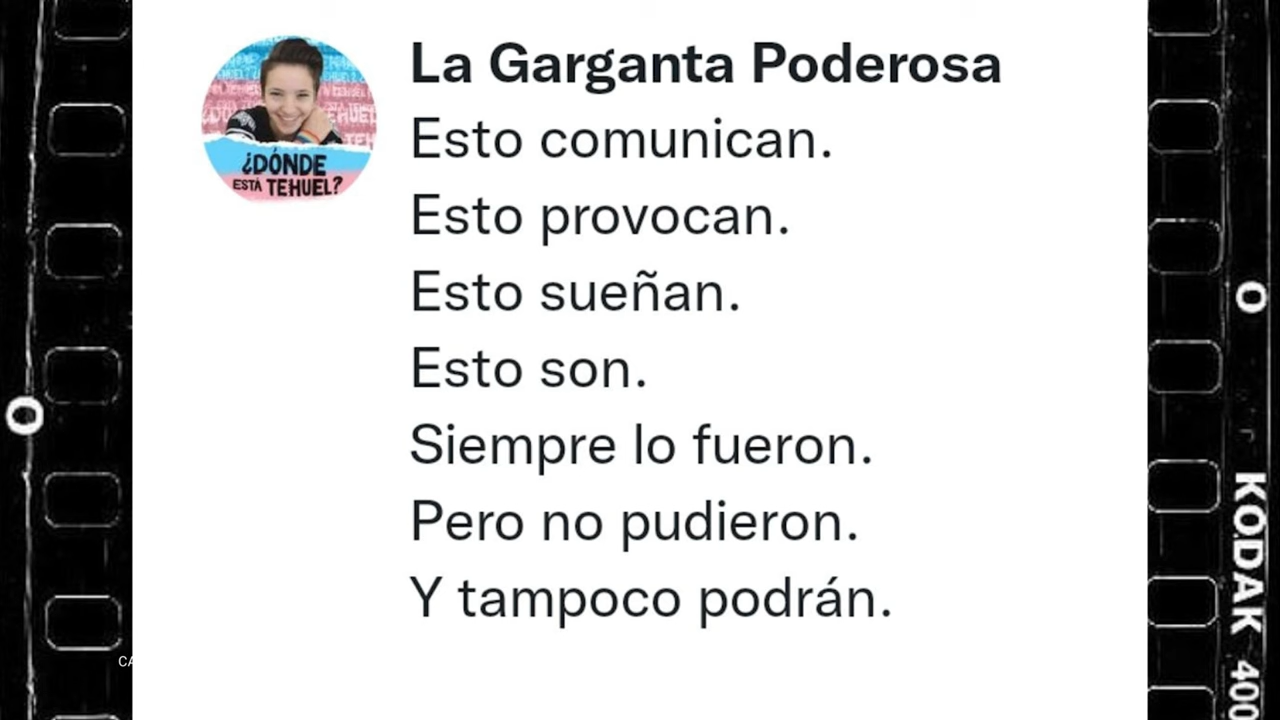 La Garganta Poderosa
Esto comunican.
Esto provocan.
Esto sueñan.
Esto son.
Siempre lo fueron.
Pero no pudieron.
Y tampoco podrán.
¿DÓNDE
ESTÁ TEHUEL?
O
O
KODAK 400